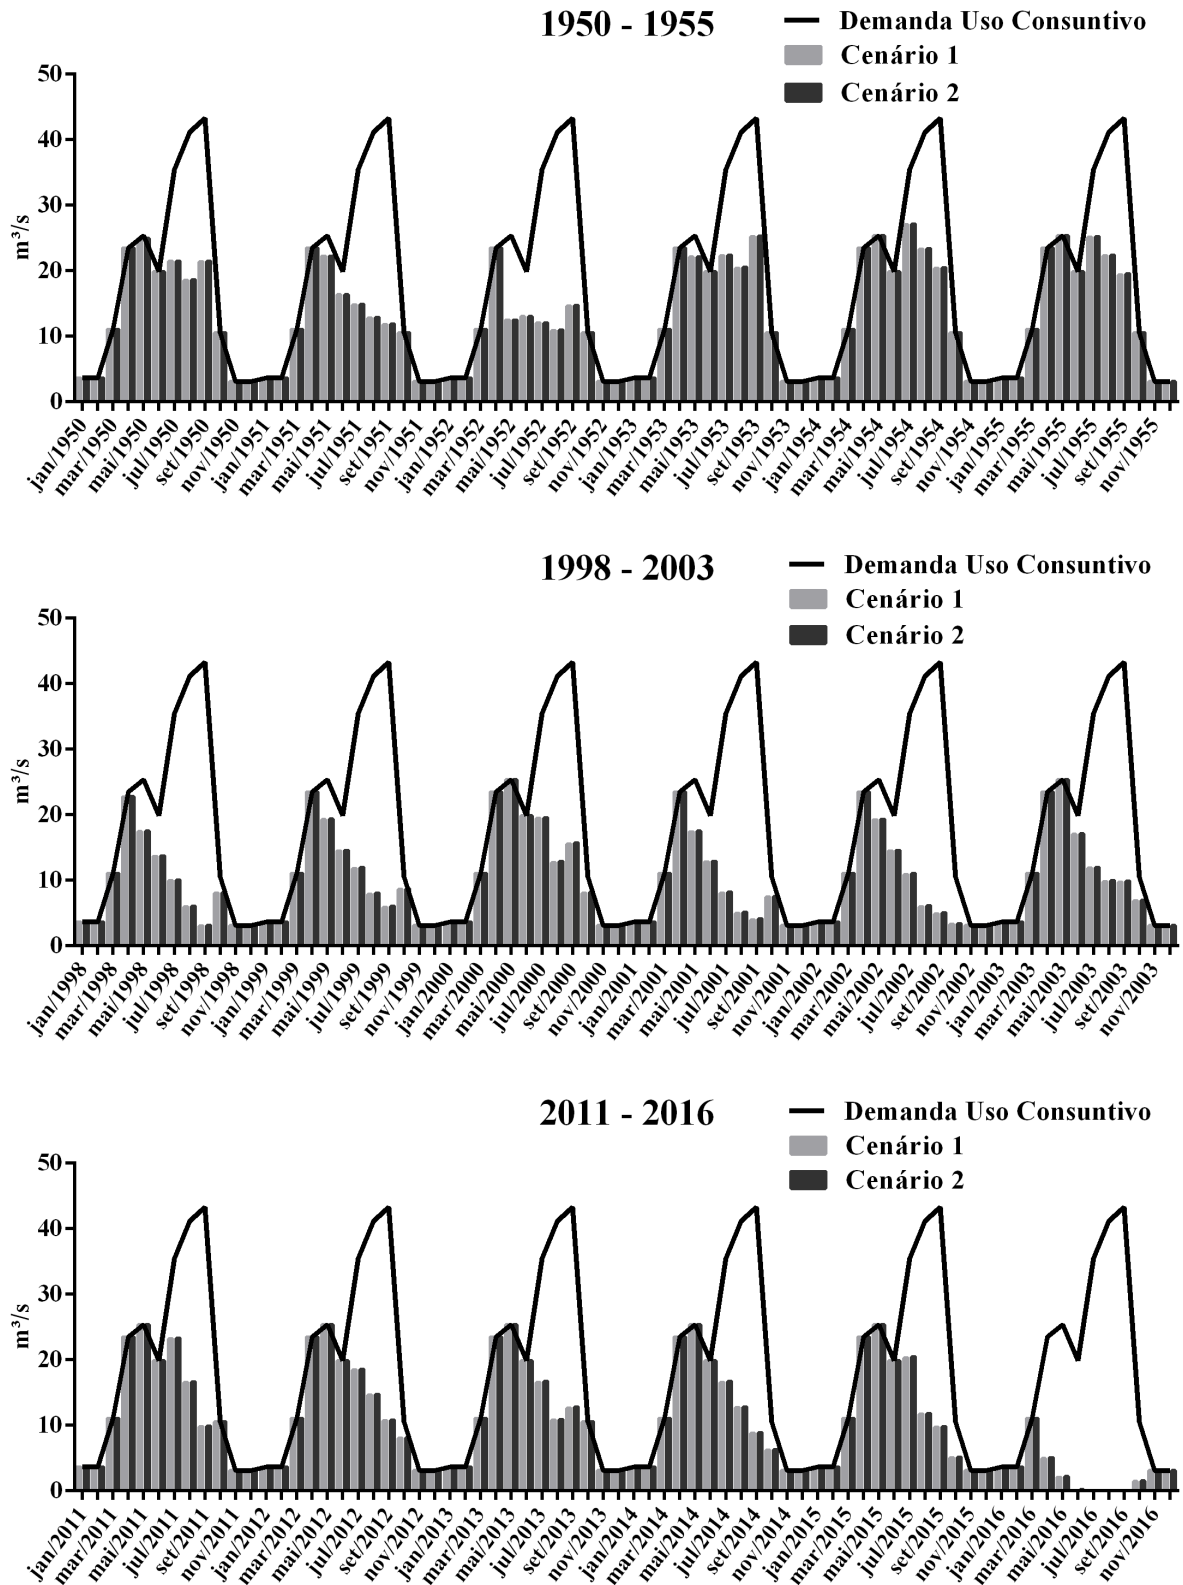 1950 - 1955
Demanda Uso Consuntivo
Cenário 1
Cenário 2
50
40
30
20
10
0
m³/s
jan/1950
mar/1950
mai/1950
jul/1950
set/1950
nov/1950
jan/1951
mar/1951
mai/1951
jul/1951
set/1951
nov/1951
jan/1952
mar/1952
mai/1952
jul/1952
set/1952
nov/1952
jan/1953
mar/1953
mai/1953
jul/1953
set/1953
nov/1953
jan/1954
mar/1954
mai/1954
jul/1954
set/1954
nov/1954
jan/1955
mar/1955
mai/1955
jul/1955
set/1955
nov/1955
1998 - 2003
Demanda Uso Consuntivo
Cenário 1
Cenário 2
50
40
30
20
10
0
m³/s
jan/1998
mar/1998
mai/1998
jul/1998
set/1998
nov/1998
jan/1999
mar/1999
mai/1999
jul/1999
set/1999
nov/1999
jan/2000
mar/2000
mai/2000
jul/2000
set/2000
nov/2000
jan/2001
mar/2001
mai/2001
jul/2001
set/2001
nov/2001
jan/2002
mar/2002
mai/2002
jul/2002
set/2002
nov/2002
jan/2003
mar/2003
mai/2003
jul/2003
set/2003
nov/2003
2011 - 2016
Demanda Uso Consuntivo
Cenário 1
Cenário 2
50
40
30
20
10
0
m³/s
jan/2011
mar/2011
mai/2011
jul/2011
set/2011
nov/2011
jan/2012
mar/2012
mai/2012
jul/2012
set/2012
nov/2012
jan/2013
mar/2013
mai/2013
jul/2013
set/2013
nov/2013
jan/2014
mar/2014
mai/2014
jul/2014
set/2014
nov/2014
jan/2015
mar/2015
mai/2015
jul/2015
set/2015
nov/2015
jan/2016
mar/2016
mai/2016
jul/2016
set/2016
nov/2016